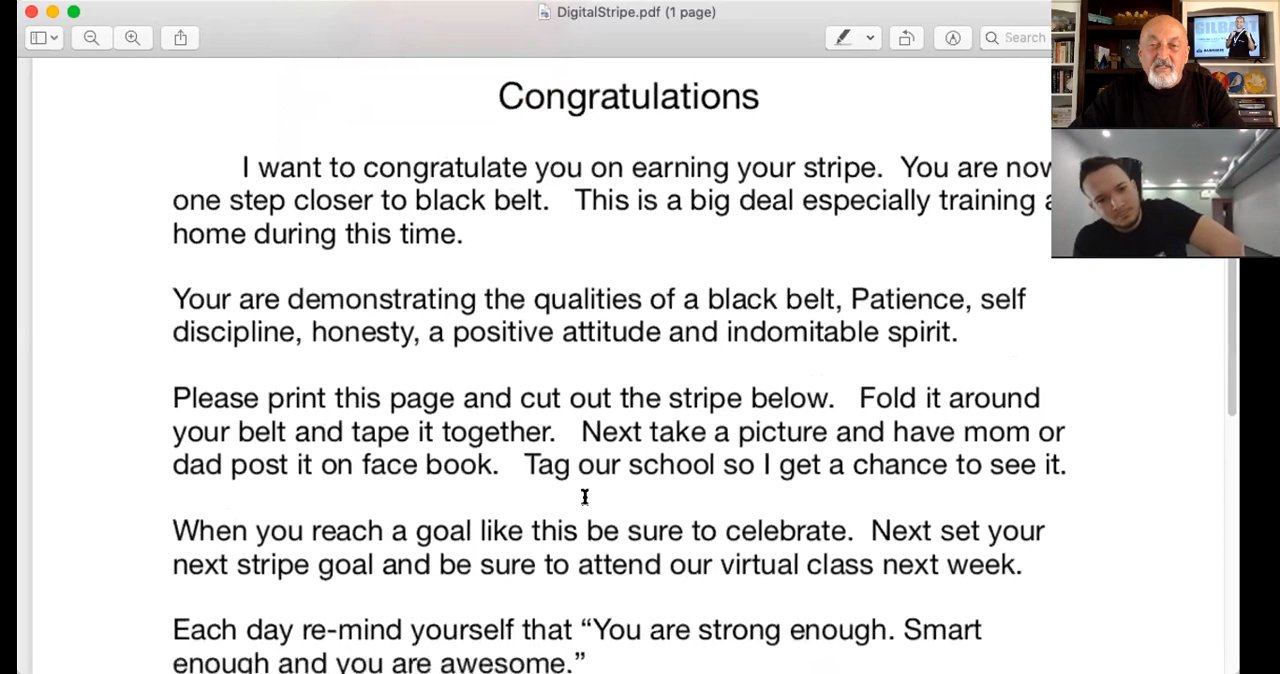 DigitalStripe.pdf (1 page)
Search
Congratulations
I want to congratulate you on earning your stripe. You are now
one step closer to black belt. This is a big deal especially training
home during this time.
Your are demonstrating the qualities of a black belt, Patience, self
discipline, honesty, a positive attitude and indomitable spirit.
Please print this page and cut out the stripe below. Fold it around
your belt and tape it together. Next take a picture and have mom or
dad post it on face book. Tag our school so I get a chance to see it.
When you reach a goal like this be sure to celebrate. Next set your
next stripe goal and be sure to attend our virtual class next week.
Each day re-mind yourself that “You are strong enough. Smart
enough and you are awesome.”